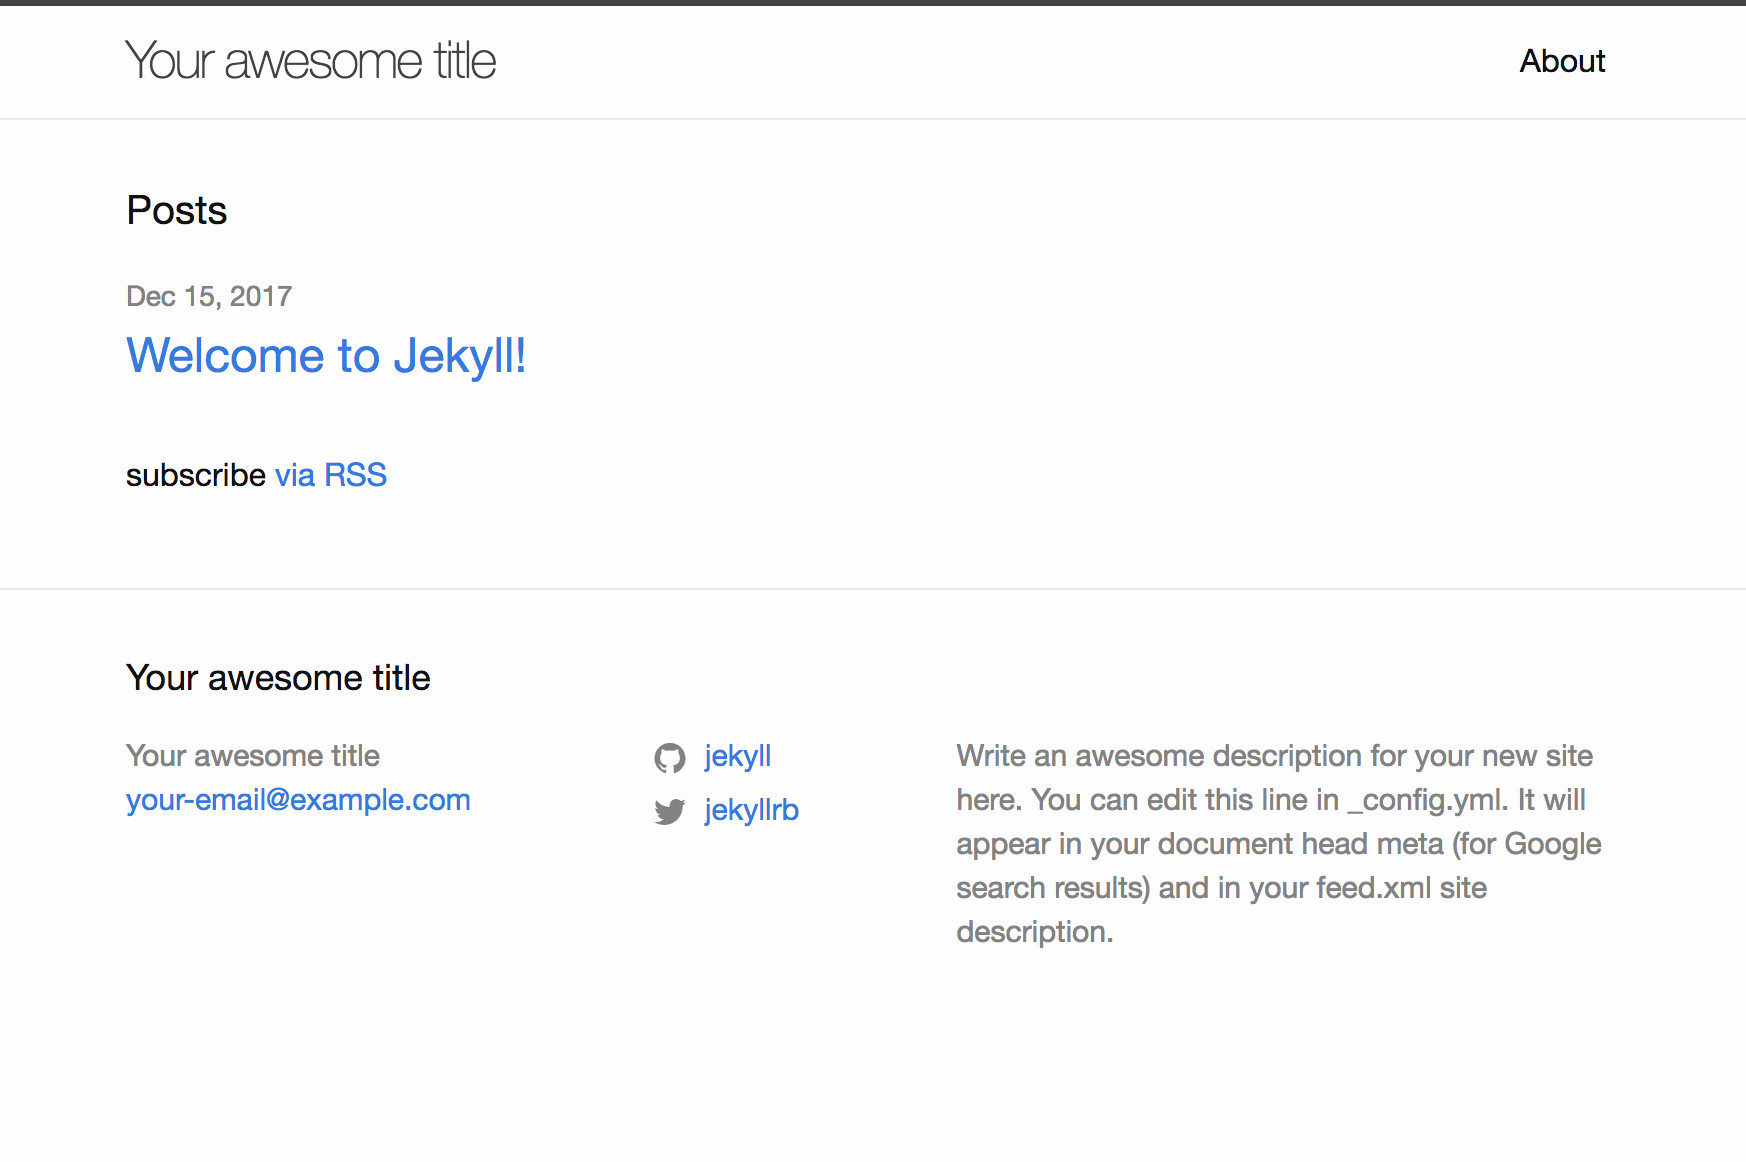 Your awesome title
About
Posts
Dec 15, 2017
Welcome to Jekyll!
subscribe via RSS
Your awesome title
Your awesome title
your-email@example.com
jekyll
jekyllrb
Write an awesome description for your new site
here. You can edit this line in _config.yml. It will
appear in your document head meta (for Google
search results) and in your feed.xml site
description.